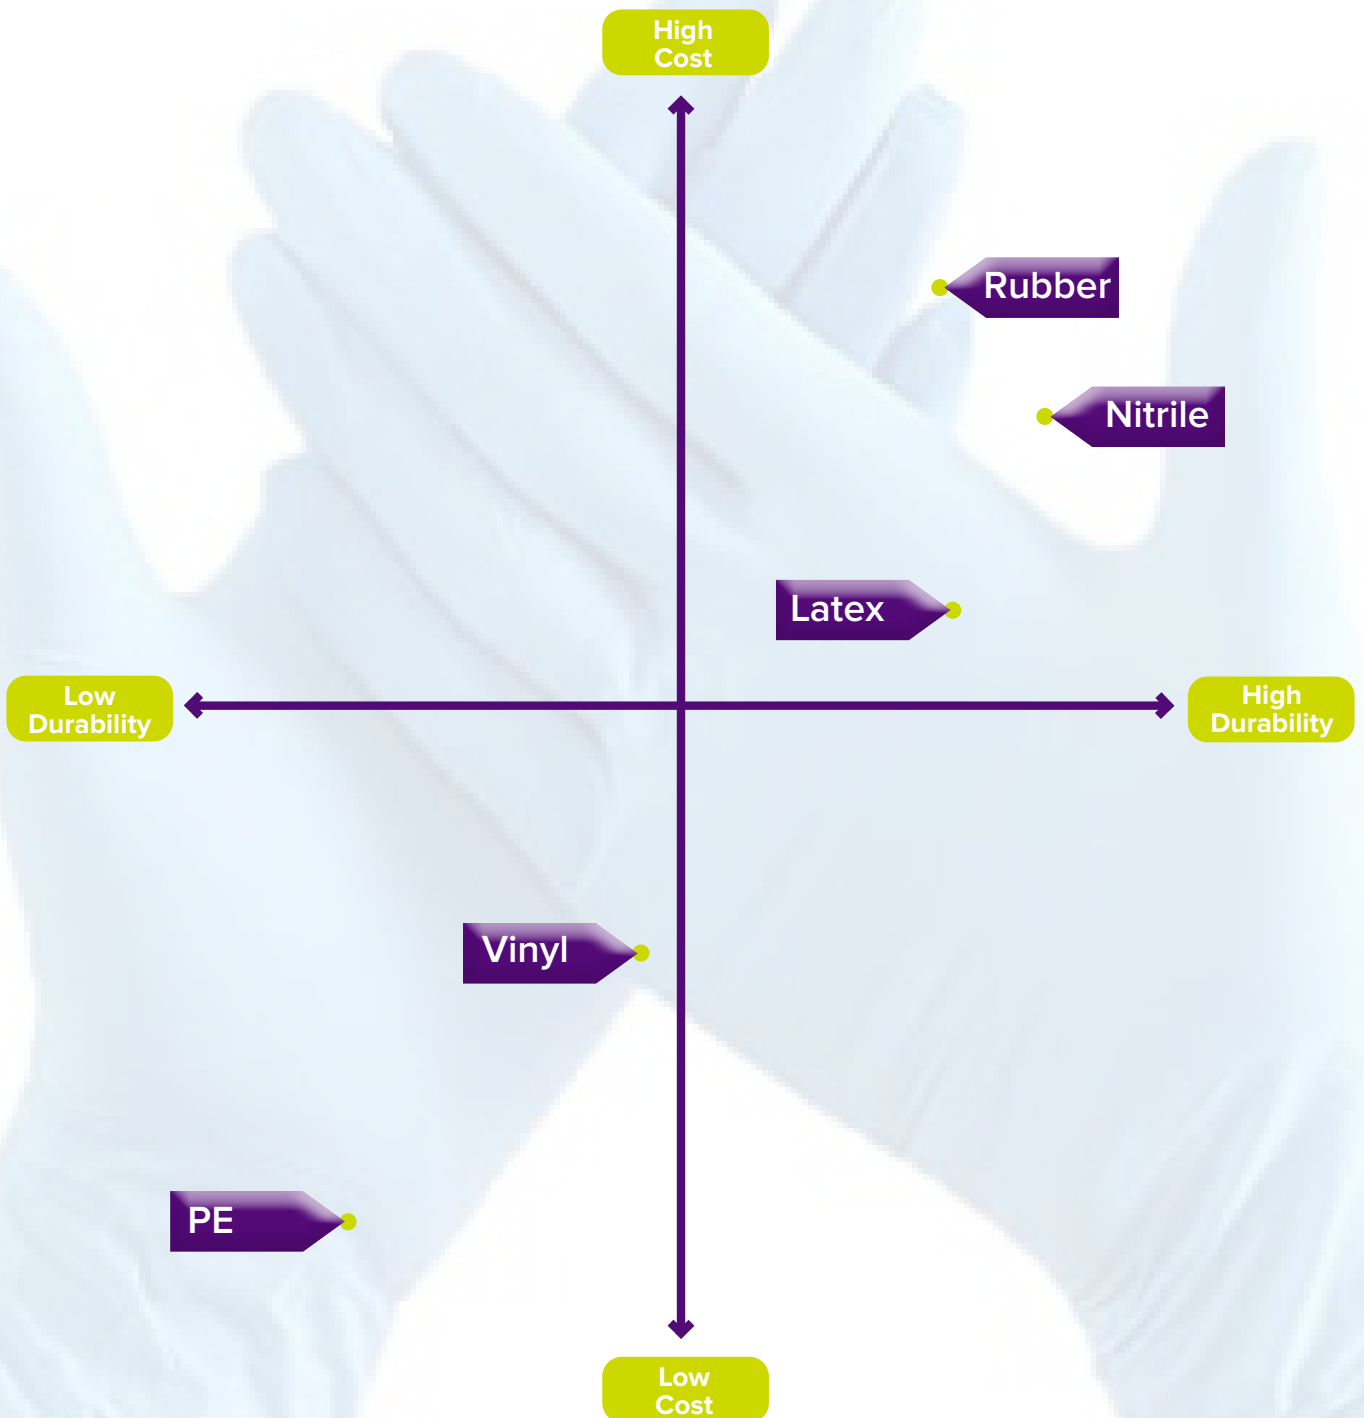 High
Cost
Rubber
Nitrile
Latex
Low
Durability
High
Durability
Vinyl
PE
Low
Cost